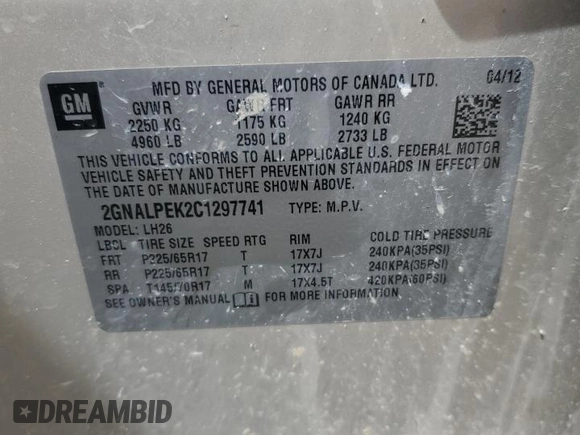 GM
MFD BY GENERAL MOTORS OF CANADA LTD. 04/12
GVWR GAWR FRT GAWR RR
2250 KG 1175 KG 1240 KG
4960 LB 2590 LB 2733 LB
THIS VEHICLE CONFORMS TO ALL APPLICABLE U.S. FEDERAL MOTOR
VEHICLE SAFETY AND THEFT PREVENTION STANDARDS IN EFFECT ON
THE DATE OF MANUFACTURE SHOWN ABOVE.
2GNALPEK2C1297741 TYPE: M.P.V.
MODEL: LH26
LBSL TIRE SIZE SPEED RTG RIM COLD TIRE PRESSURE
FRT P225/65R17 T 17X7J 240KPA(35PSI)
RR P225/65R17 T 17X7J 240KPA(35PSI)
SPA T145/70R17 M 17X4.5T 420KPA(60PSI)
SEE OWNER'S MANUAL FOR MORE INFORMATION.
DREAMBID